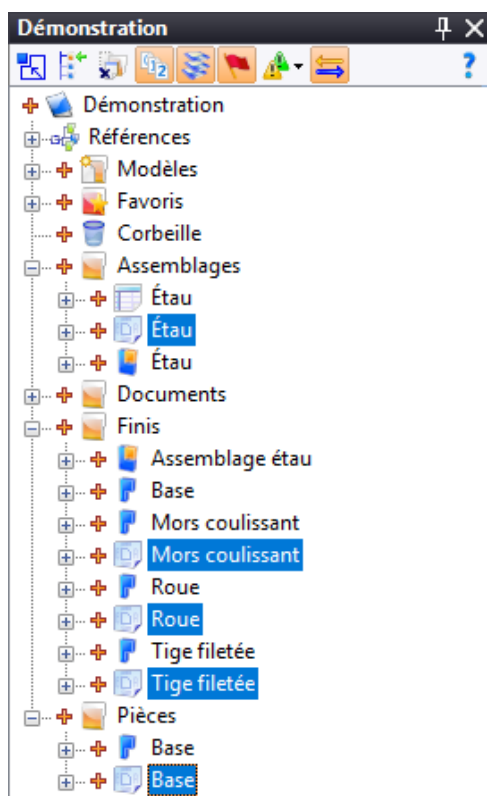 Démonstration
?
Démonstration
Références
Modèles
Favoris
Corbeille
Assemblages
Étau
Étau
Étau
Documents
Finis
Assemblage étau
Base
Mors coulissant
Mors coulissant
Roue
Roue
Tige filetée
Tige filetée
Pièces
Base
Base